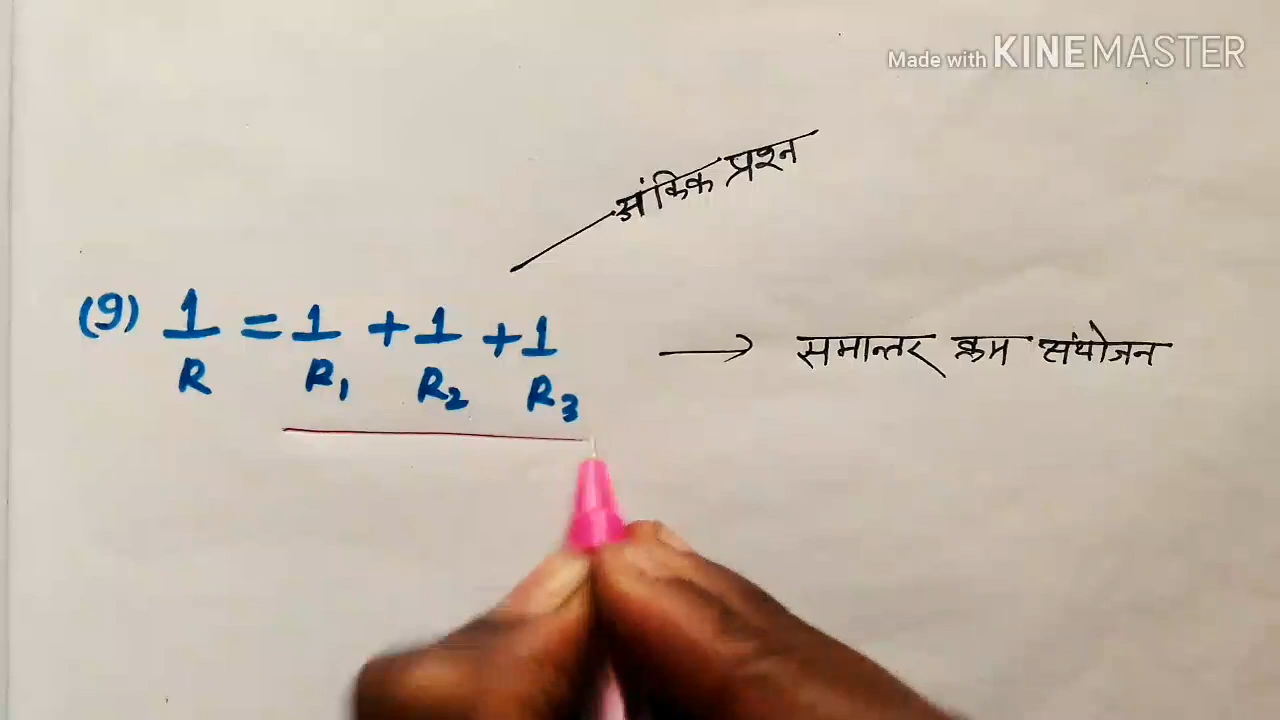 Made with KINEMASTER
आंकिक प्रश्न
(9) 1/R = 1/R₁ + 1/R₂ + 1/R₃ → समान्तर क्रम संयोजन